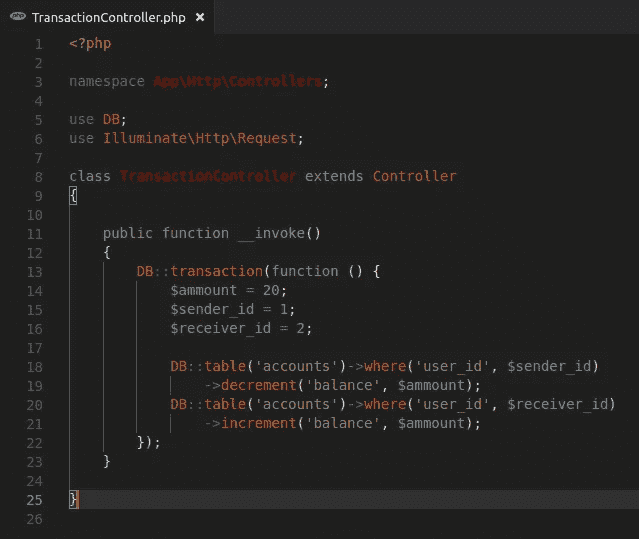 php TransactionController.php ×
1 <?php
2
3 namespace App\Http\Controllers;
4
5 use DB;
6 use Illuminate\Http\Request;
7
8 class TransactionController extends Controller
9 {
10
11     public function __invoke()
12     {
13         DB::transaction(function () {
14             $ammount = 20;
15             $sender_id = 1;
16             $receiver_id = 2;
17
18             DB::table('accounts')->where('user_id', $sender_id)
19                 ->decrement('balance', $ammount);
20             DB::table('accounts')->where('user_id', $receiver_id)
21                 ->increment('balance', $ammount);
22         });
23     }
24
25 }
26